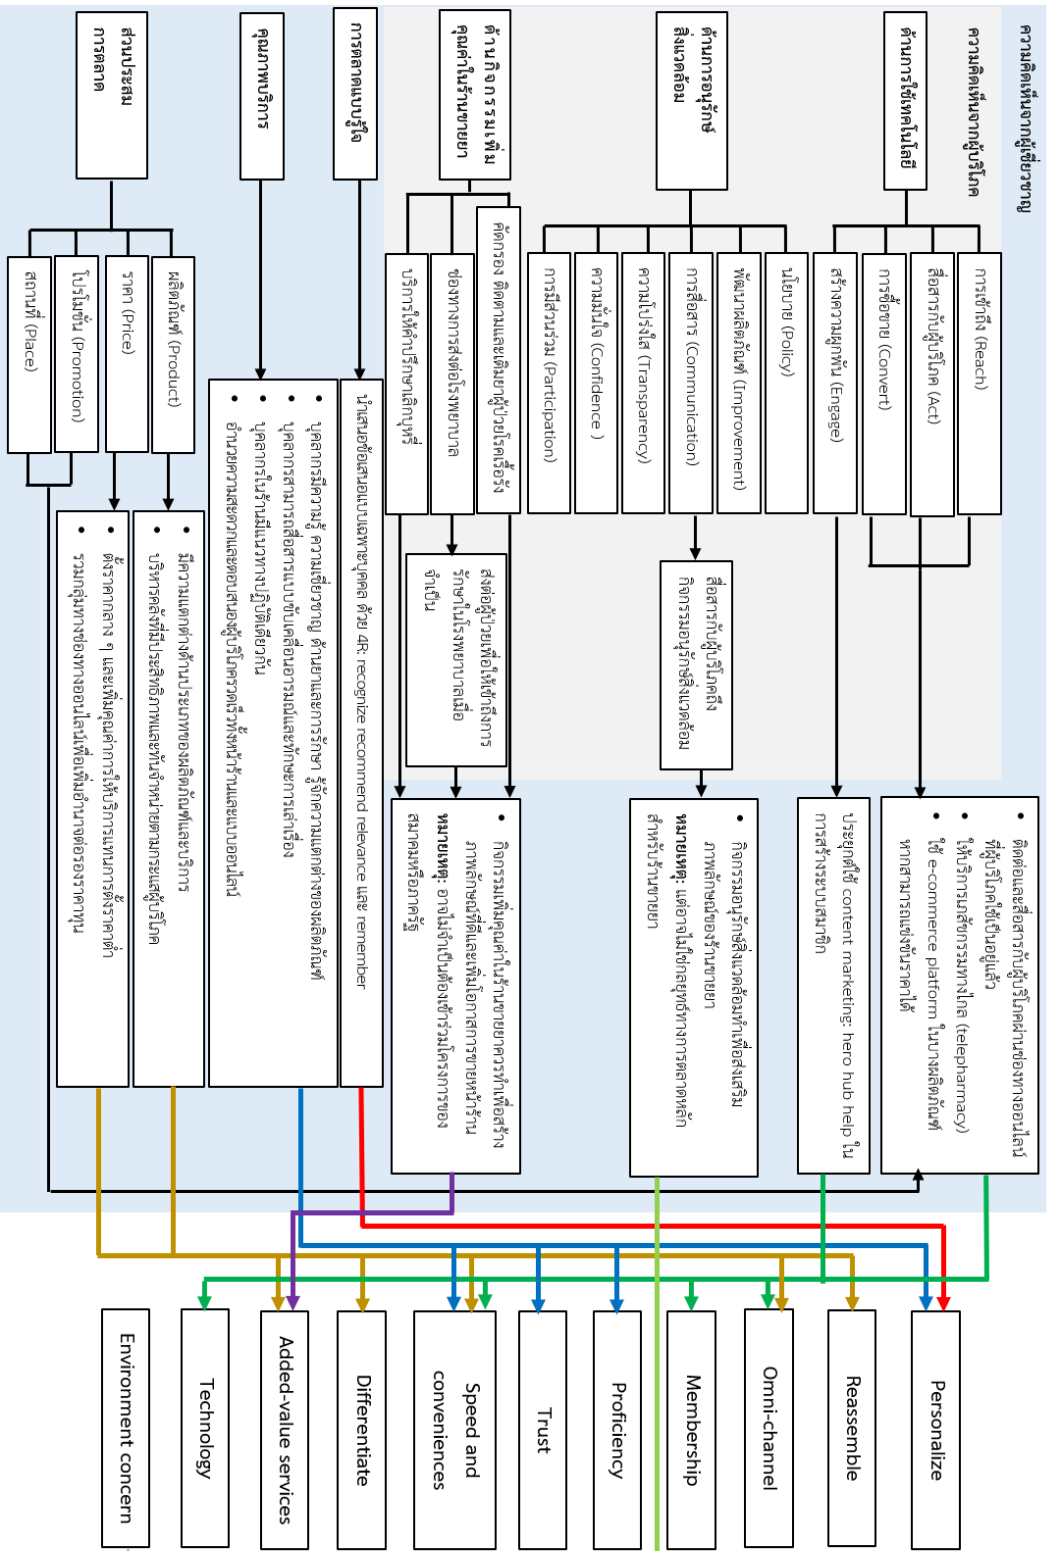 ความคิดเห็นจากผู้เชี่ยวชาญ
ความคิดเห็นจากผู้บริโภค
ด้านการใช้เทคโนโลยี
การเข้าถึง (Reach)
สื่อสารกับผู้บริโภค (Act)
การซื้อขาย (Convert)
สร้างความผูกพัน (Engage)
• ติดต่อและสื่อสารกับผู้บริโภคผ่านช่องทางออนไลน์
ที่ผู้บริโภคใช้เป็นอยู่แล้ว
• ให้บริการเภสัชกรรมทางไกล (telepharmacy)
• ใช้ e-commerce platform ในบางผลิตภัณฑ์
หากสามารถแข่งขันราคาได้
ประยุกต์ใช้ content marketing: hero hub help ใน
การสร้างระบบสมาชิก
ด้านการอนุรักษ์
สิ่งแวดล้อม
นโยบาย (Policy)
พัฒนาผลิตภัณฑ์ (Improvement)
การสื่อสาร (Communication)
ความโปร่งใส (Transparency)
ความมั่นใจ (Confidence )
การมีส่วนร่วม (Participation)
สื่อสารกับผู้บริโภคถึง
กิจกรรมอนุรักษ์สิ่งแวดล้อม
• กิจกรรมอนุรักษ์สิ่งแวดล้อมทำเพื่อส่งเสริม
ภาพลักษณ์ของร้านขายยา
หมายเหตุ: แต่อาจไม่ใช่กลยุทธ์ทางการตลาดหลัก
สำหรับร้านขายยา
ด้านกิจกรรมเพิ่ม
คุณค่าในร้านขายยา
คัดกรอง ติดตามและเติมยาผู้ป่วยโรคเรื้อรัง
ช่องทางการส่งต่อโรงพยาบาล
บริการให้คำปรึกษาเลิกบุหรี่
ส่งต่อผู้ป่วยเพื่อให้เข้าถึงการ
รักษาในโรงพยาบาลเมื่อ
จำเป็น
• กิจกรรมเพิ่มคุณค่าในร้านขายยาควรทำเพื่อสร้าง
ภาพลักษณ์ที่ดีและเพิ่มโอกาสการขายหน้าร้าน
หมายเหตุ: อาจไม่จำเป็นต้องเข้าร่วมโครงการของ
สมาคมหรือภาครัฐ
การตลาดแบบรู้ใจ
นำเสนอข้อเสนอแบบเฉพาะบุคคล ด้วย 4R: recognize recommend relevance และ remember
คุณภาพบริการ
• บุคลากรมีความรู้ ความเชี่ยวชาญ ด้านยาและการรักษา รู้จักความแตกต่างของผลิตภัณฑ์
• บุคลากรสามารถสื่อสารแบบขับเคลื่อนอารมณ์และทักษะการเล่าเรื่อง
• บุคลากรในร้านมีแนวทางปฏิบัติเดียวกัน
• อำนวยความสะดวกและตอบสนองผู้บริโภครวดเร็วทั้งหน้าร้านและแบบออนไลน์
ส่วนประสม
การตลาด
ผลิตภัณฑ์ (Product)
ราคา (Price)
โปรโมชั่น (Promotion)
สถานที่ (Place)
• มีความแตกต่างด้านประเภทของผลิตภัณฑ์และบริการ
• บริหารคลังที่มีประสิทธิภาพและทันจำหน่ายตามกระแสผู้บริโภค
• ตั้งราคากลาง ๆ และเพิ่มคุณค่าการให้บริการแทนการตั้งราคาต่ำ
• รวมกลุ่มทางช่องทางออนไลน์เพื่อเพิ่มอำนาจต่อรองราคาทุน
Personalize
Reassemble
Omni-channel
Membership
Proficiency
Trust
Speed and
conveniences
Differentiate
Added-value services
Technology
Environment concern